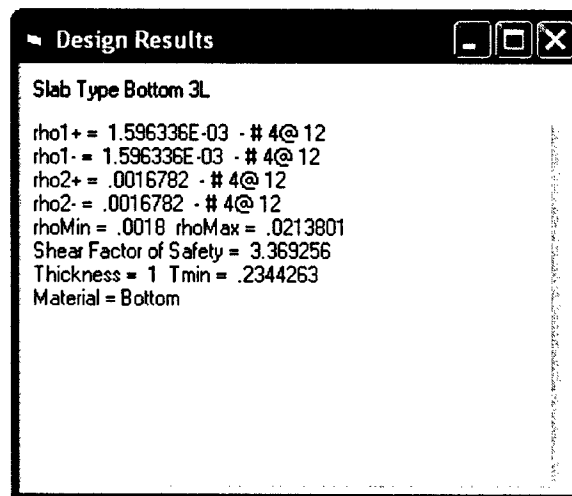 Design Results
Slab Type Bottom 3L
rho1+ = 1.596336E-03 - # 4@ 12
rho1- = 1.596336E-03 - # 4@ 12
rho2+ = .0016782 - # 4@ 12
rho2- = .0016782 - # 4@ 12
rhoMin = .0018 rhoMax = .0213801
Shear Factor of Safety = 3.369256
Thickness = 1 Tmin = .2344263
Material = Bottom